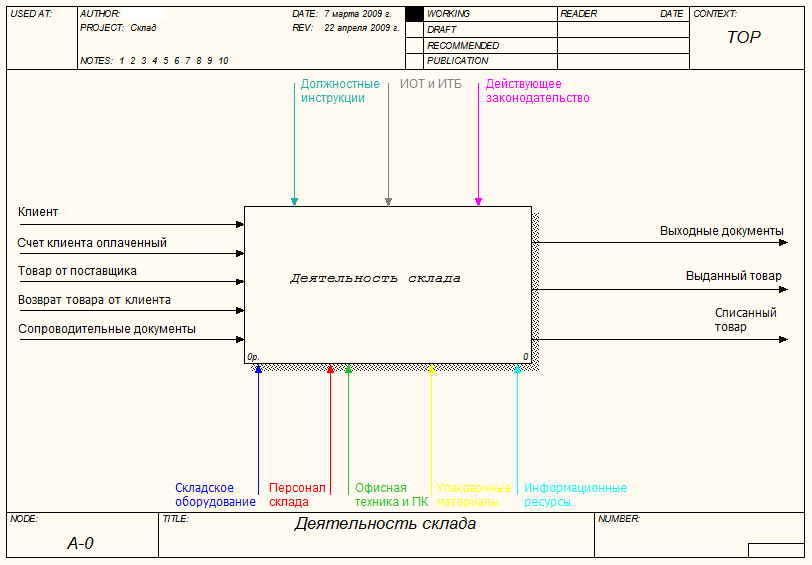 USED AT:
AUTHOR:
DATE: 7 марта 2009 г.
PROJECT: Склад
REV: 22 апреля 2009 г.
NOTES: 1 2 3 4 5 6 7 8 9 10
WORKING
DRAFT
RECOMMENDED
PUBLICATION
READER
DATE
CONTEXT:
TOP
Должностные
инструкции
ИОТ и ИТБ
Действующее
законодательство
Клиент
Счет клиента оплаченный
Товар от поставщика
Возврат товара от клиента
Сопроводительные документы
Деятельность склада
0р.
0
Выходные документы
Выданный товар
Списанный
товар
Складское
оборудование
Персонал
склада
Офисная
техника и ПК
Упаковочные
материалы
Информационные
ресурсы
NODE:
A-0
TITLE:
Деятельность склада
NUMBER: